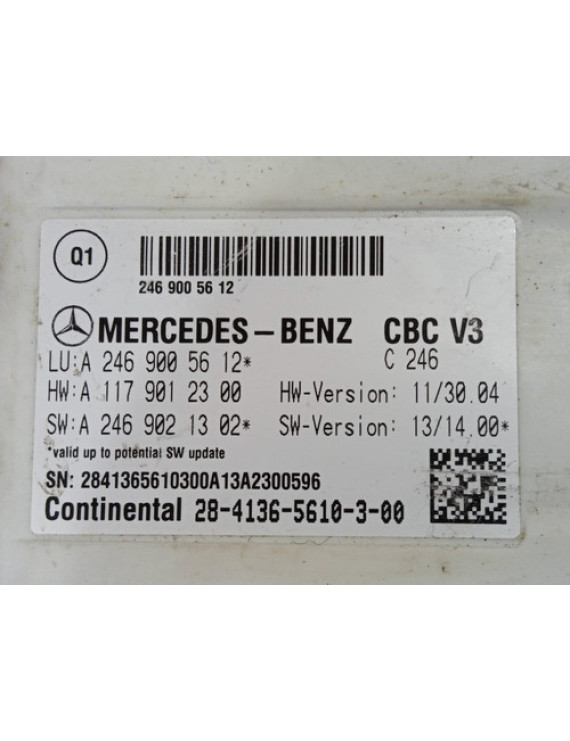 Q1
246 900 56 12
MERCEDES-BENZ CBC V3
LU:A 246 900 56 12* C 246
HW:A 117 901 23 00 HW-Version: 11/30.04
SW:A 246 902 13 02* SW-Version: 13/14.00*
*valid up to potential SW update
SN: 2841365610300A13A2300596
Continental 28-4136-5610-3-00